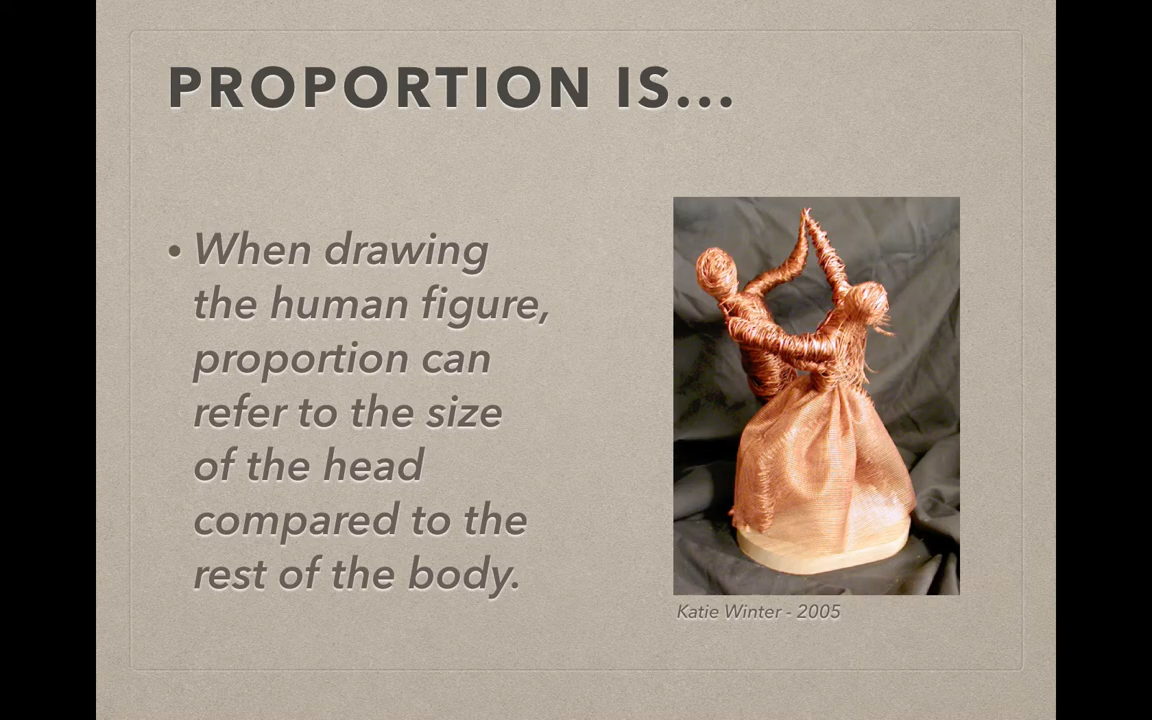 PROPORTION IS...
• When drawing
the human figure,
proportion can
refer to the size
of the head
compared to the
rest of the body.
Katie Winter - 2005